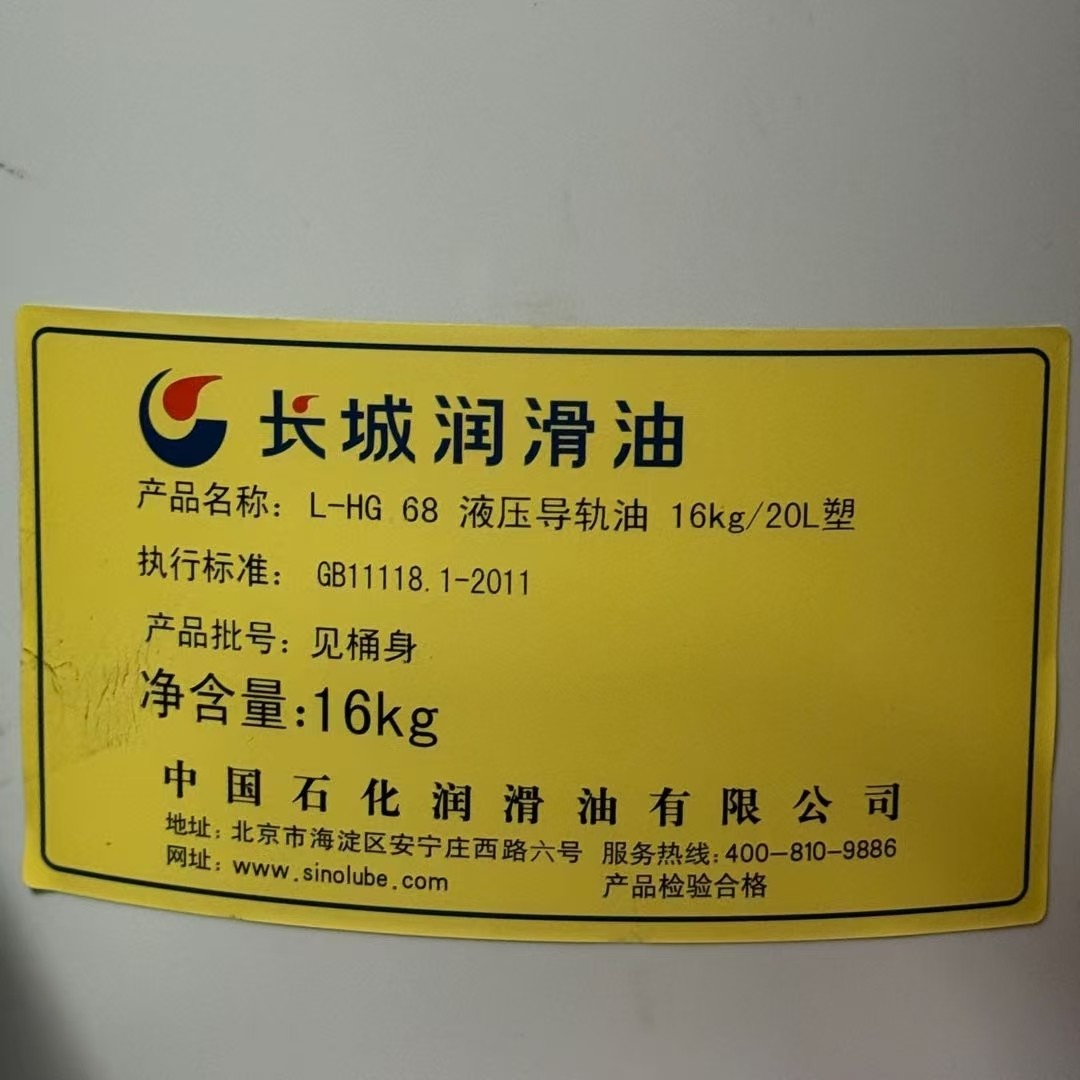 长城润滑油
产品名称: L-HG 68 液压导轨油 16kg/20L塑
执行标准: GB11118.1-2011
产品批号: 见桶身
净含量:16kg
中国石化润滑油有限公司
地址: 北京市海淀区安宁庄西路六号 服务热线:400-810-9886
网址: www.sinolube.com 产品检验合格